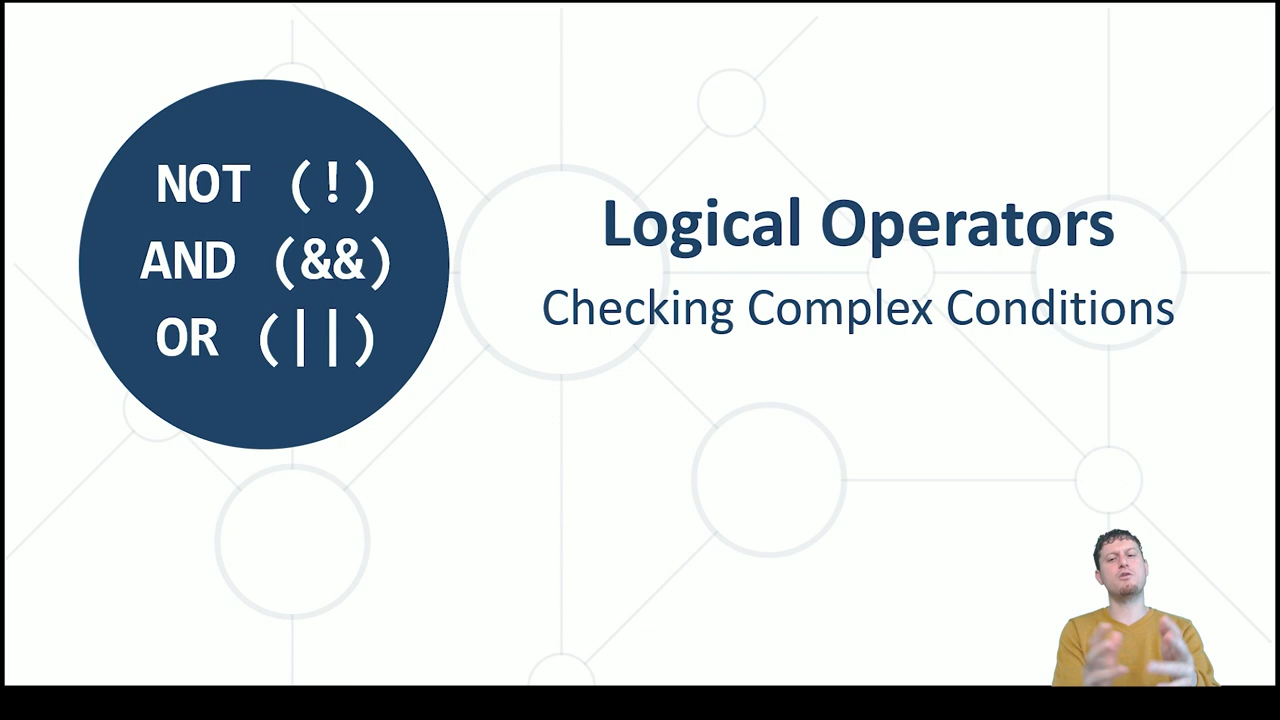 NOT (!)
AND (&&)
OR (||)
Logical Operators
Checking Complex Conditions